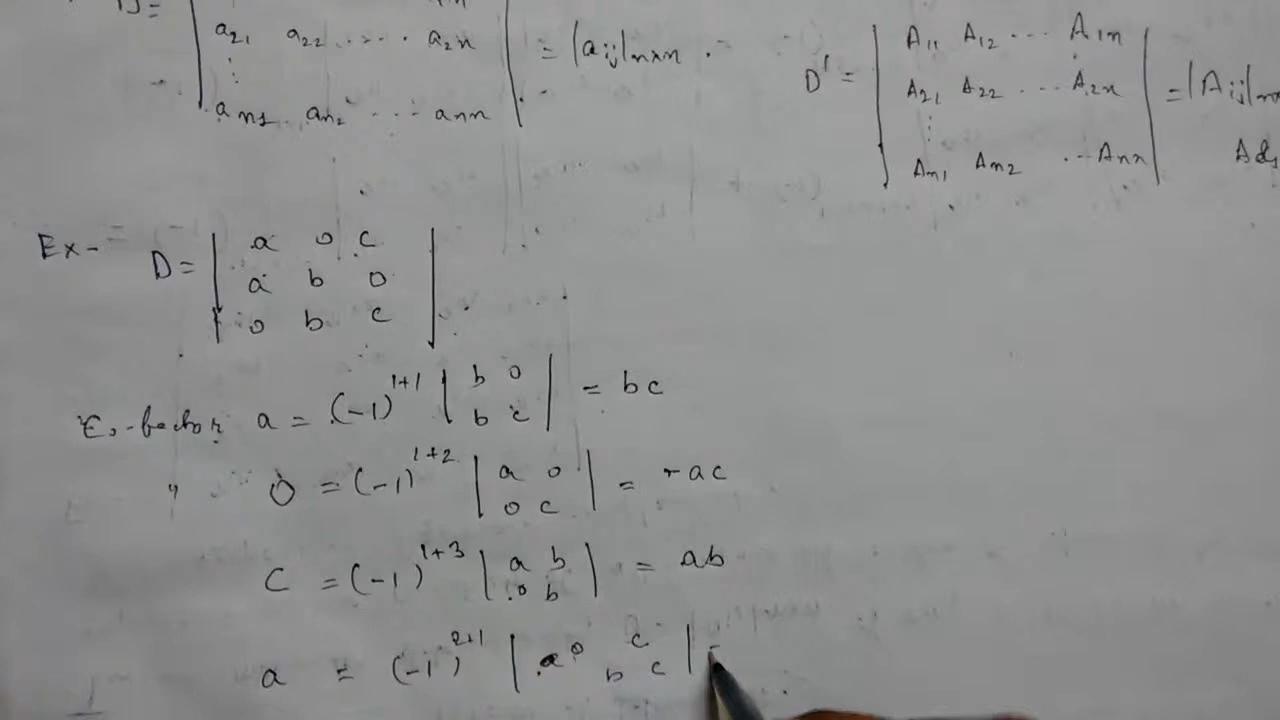 a₂₁ a₂₂ ..... a₂ₙ = |aᵢⱼ|ₙₓₙ .
⋮
aₙ₁ aₙ₂ ... aₙₙ
D' = | A₁₁ A₁₂ ... A₁ₙ |
| A₂₁ A₂₂ ... A₂ₙ | = |Aᵢⱼ|
⋮
| Aₙ₁ Aₙ₂ ... Aₙₙ |
Ex- D = | a 0 c |
| a b 0 |
| 0 b c |
Co-factor a = (-1)¹⁺¹ | b 0 | = bc
| b c |
" 0 = (-1)¹⁺² | a 0 | = -ac
| 0 c |
c = (-1)¹⁺³ | a b | = ab
| 0 b |
a = (-1)²⁺¹ | 0 c |
| b c |